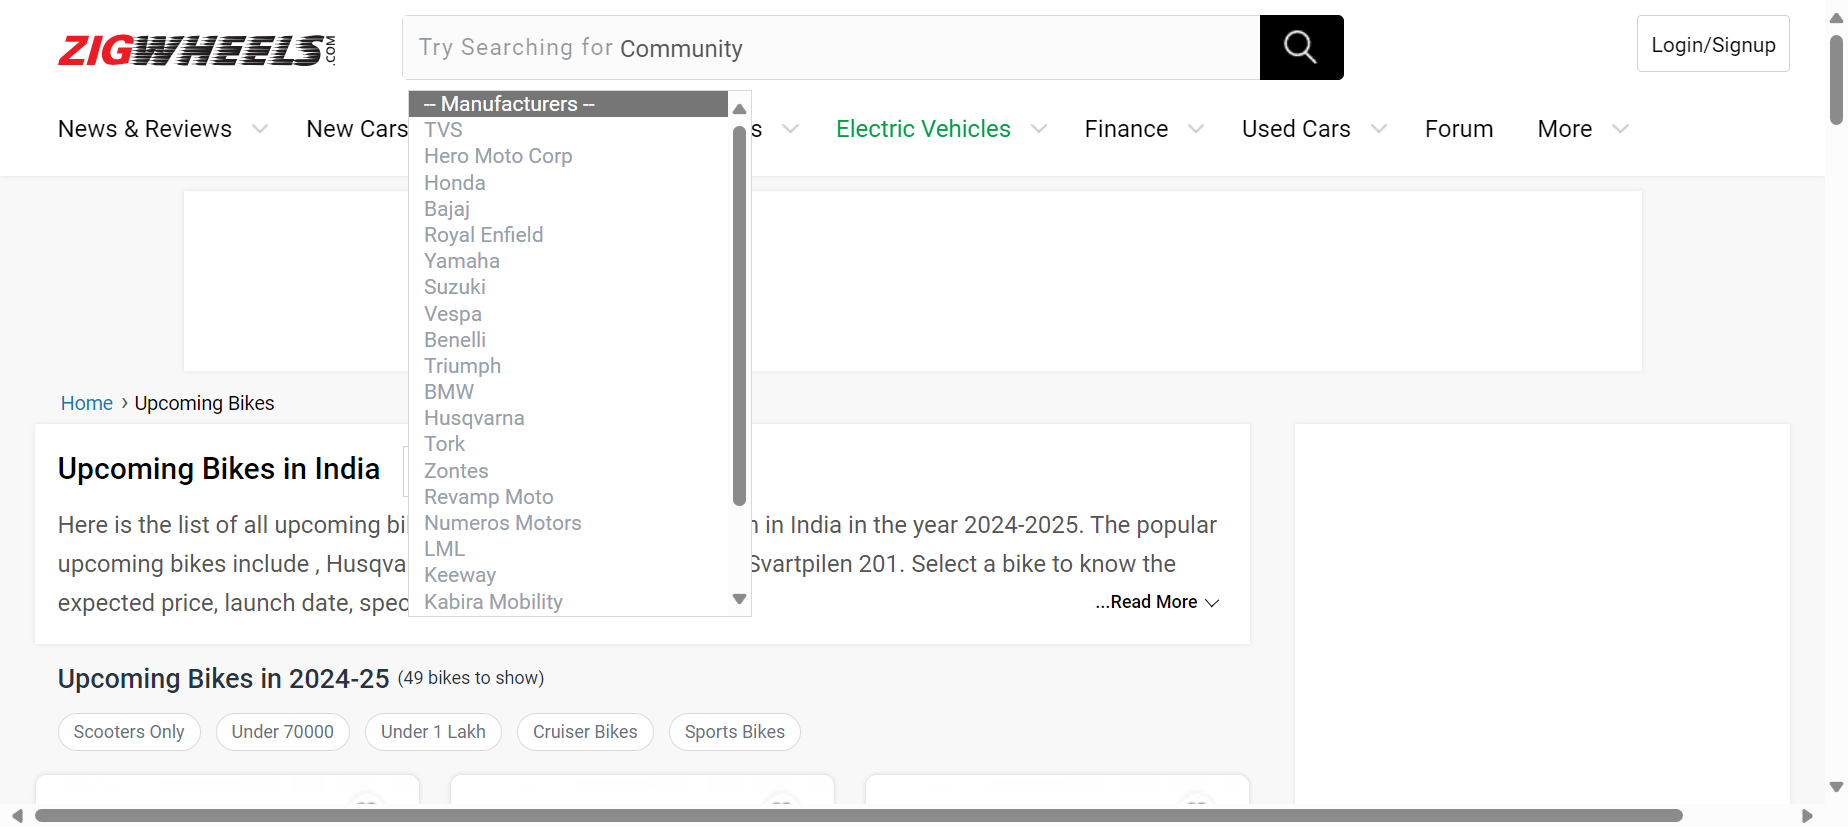 ZIGWHEELS.COM
Try Searching for Community
Login/Signup
News & Reviews
New Cars
s
Electric Vehicles
Finance
Used Cars
Forum
More
-- Manufacturers --
TVS
Hero Moto Corp
Honda
Bajaj
Royal Enfield
Yamaha
Suzuki
Vespa
Benelli
Triumph
BMW
Husqvarna
Tork
Zontes
Revamp Moto
Numeros Motors
LML
Keeway
Kabira Mobility
Home › Upcoming Bikes
Upcoming Bikes in India
Here is the list of all upcoming in India in the year 2024-2025. The popular
upcoming bikes include , Svartpilen 201. Select a bike to know the
expected price, launch date, ...Read More
Upcoming Bikes in 2024-25 (49 bikes to show)
Scooters Only
Under 70000
Under 1 Lakh
Cruiser Bikes
Sports Bikes